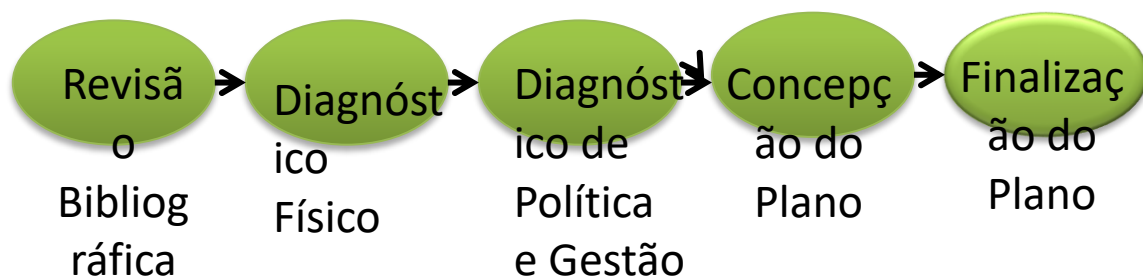 Revisã
o
Bibliog
ráfica
Diagnóst
ico
Físico
Diagnóst
ico de
Política
e Gestão
Concepç
ão do
Plano
Finalizaç
ão do
Plano